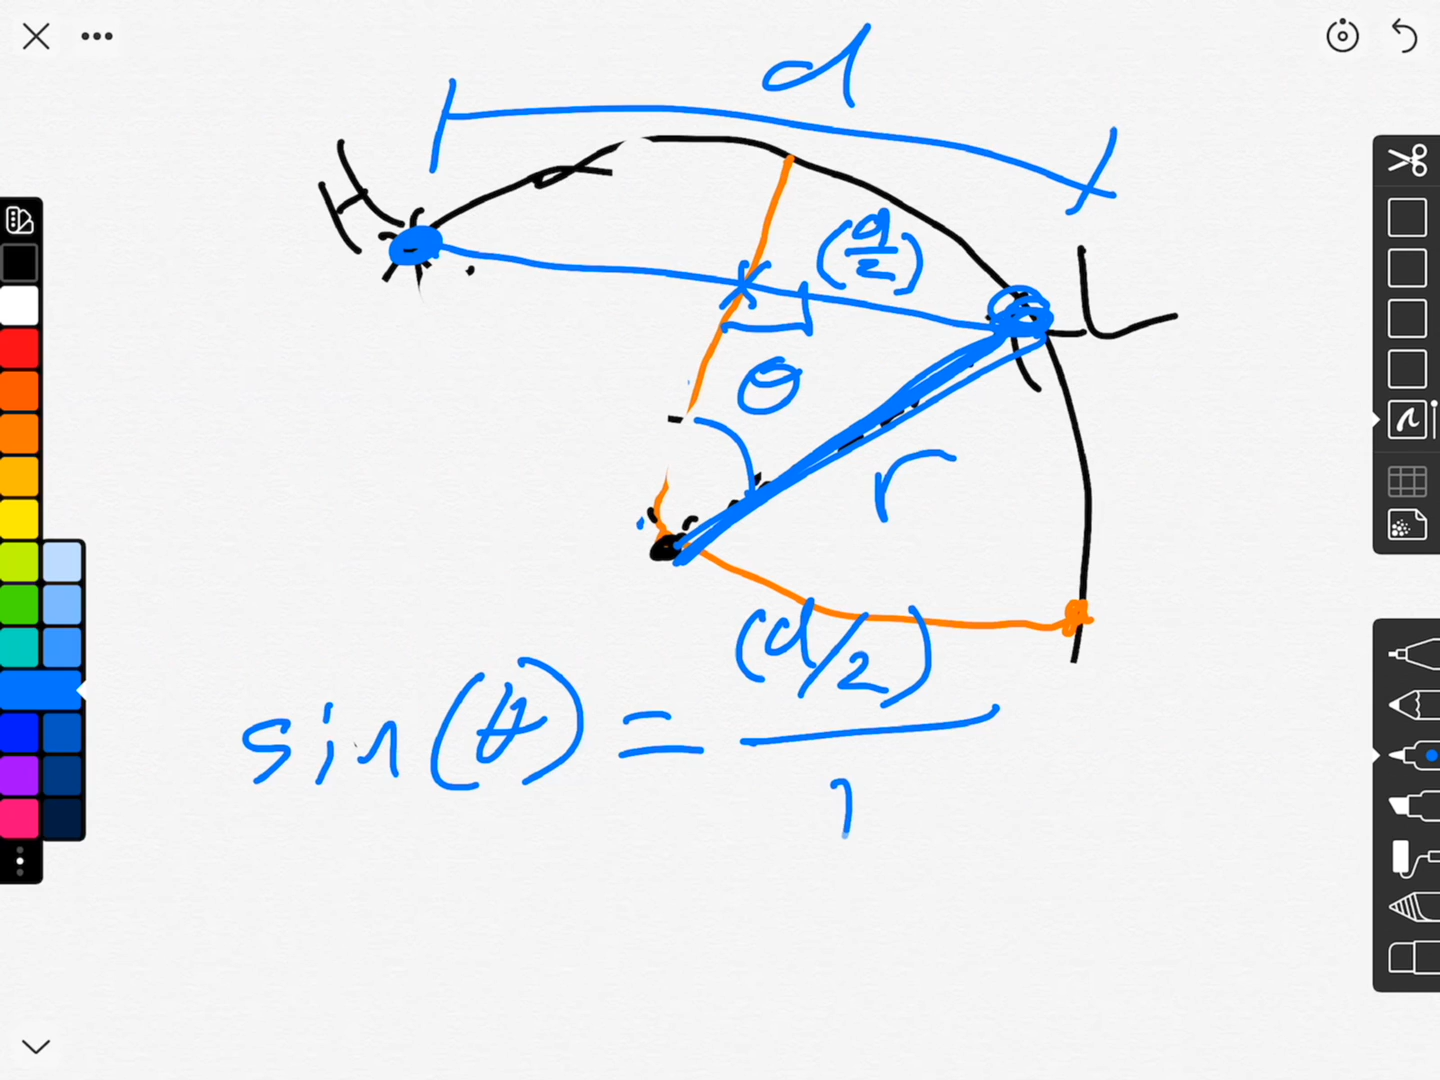 d
H
(d/2)
L
θ
r
sin(θ) = (d/2)